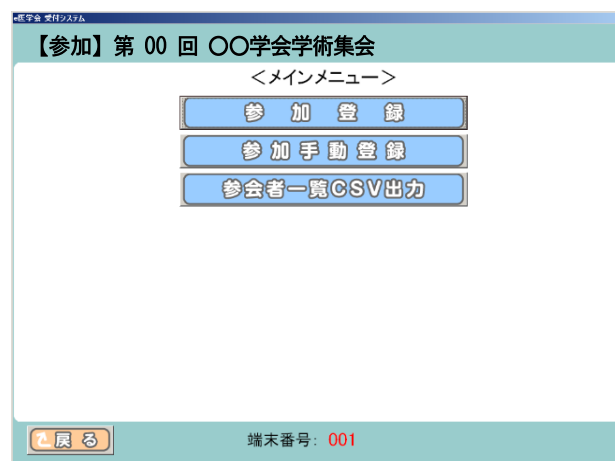 e医学会 受付システム
【参加】第 00 回 〇〇学会学術集会
＜メインメニュー＞
参加登録
参加手動登録
参会者一覧CSV出力
戻る
端末番号: 001